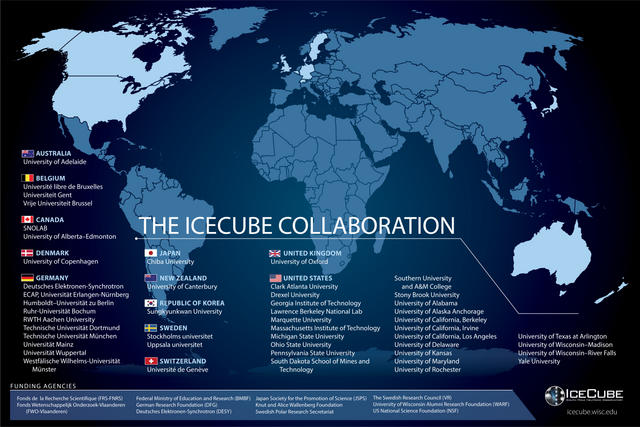 AUSTRALIA
University of Adelaide
BELGIUM
Université libre de Bruxelles
Universiteit Gent
Vrije Universiteit Brussel
CANADA
SNOLAB
University of Alberta–Edmonton
DENMARK
University of Copenhagen
GERMANY
Deutsches Elektronen-Synchrotron
ECAP, Universität Erlangen-Nürnberg
Humboldt–Universität zu Berlin
Ruhr-Universität Bochum
RWTH Aachen University
Technische Universität Dortmund
Technische Universität München
Universität Mainz
Universität Wuppertal
Westfälische Wilhelms-Universität
Münster
THE ICECUBE COLLABORATION
JAPAN
Chiba University
NEW ZEALAND
University of Canterbury
REPUBLIC OF KOREA
Sungkyunkwan University
SWEDEN
Stockholms universitet
Uppsala universitet
SWITZERLAND
Université de Genève
UNITED KINGDOM
University of Oxford
UNITED STATES
Clark Atlanta University
Drexel University
Georgia Institute of Technology
Lawrence Berkeley National Lab
Marquette University
Massachusetts Institute of Technology
Michigan State University
Ohio State University
Pennsylvania State University
South Dakota School of Mines and
Technology
Southern University
and A&M College
Stony Brook University
University of Alabama
University of Alaska Anchorage
University of California, Berkeley
University of California, Irvine
University of California, Los Angeles
University of Delaware
University of Kansas
University of Maryland
University of Rochester
University of Texas at Arlington
University of Wisconsin–Madison
University of Wisconsin–River Falls
Yale University
FUNDING AGENCIES
Fonds de la Recherche Scientifique (FRS-FNRS)
Fonds Wetenschappelijk Onderzoek-Vlaanderen
(FWO-Vlaanderen)
Federal Ministry of Education and Research (BMBF)
German Research Foundation (DFG)
Deutsches Elektronen-Synchrotron (DESY)
Japan Society for the Promotion of Science (JSPS)
Knut and Alice Wallenberg Foundation
Swedish Polar Research Secretariat
The Swedish Research Council (VR)
University of Wisconsin Alumni Research Foundation (WARF)
US National Science Foundation (NSF)
ICECUBE
icecube.wisc.edu